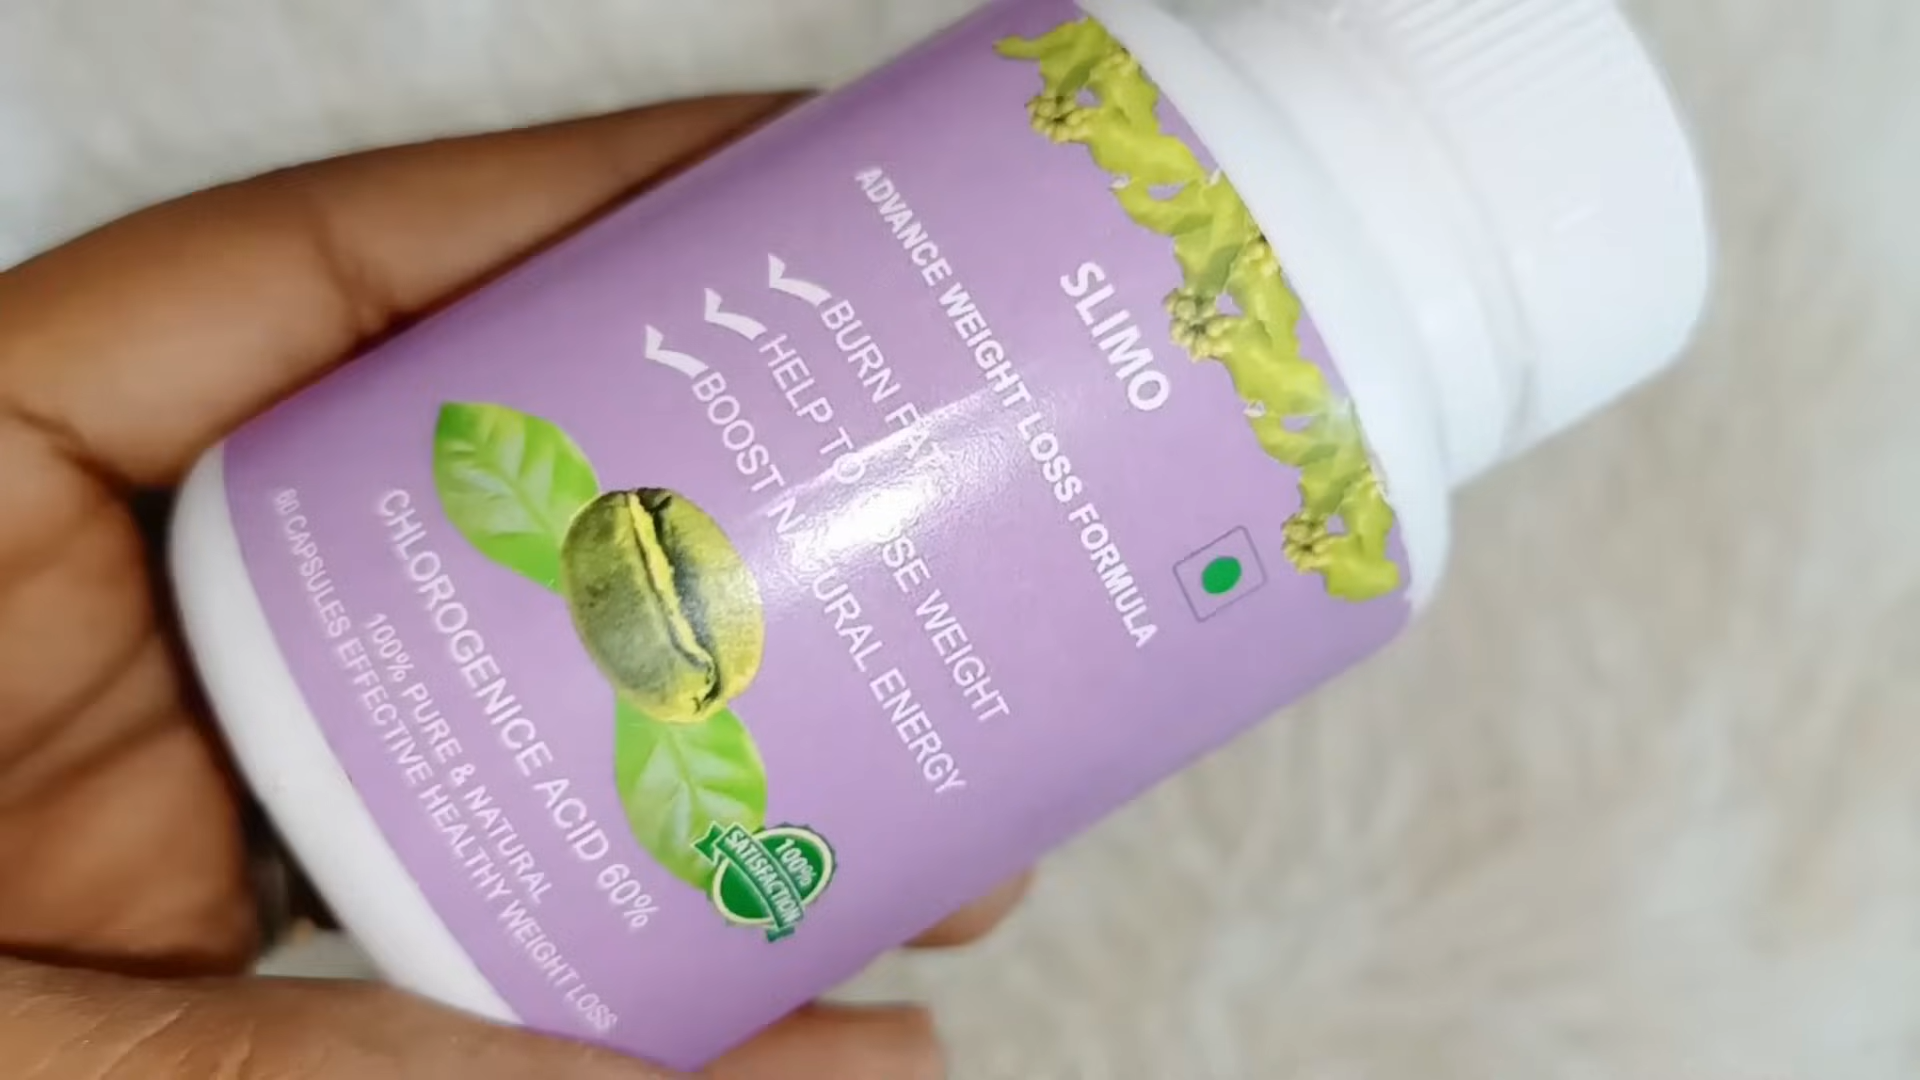 SLIMO
ADVANCE WEIGHT LOSS FORMULA
BURN FAT
HELP TO LOSE WEIGHT
BOOST NATURAL ENERGY
100%
SATISFACTION
CHLOROGENICE ACID 60%
100% PURE & NATURAL
60 CAPSULES EFFECTIVE HEALTHY WEIGHT LOSS